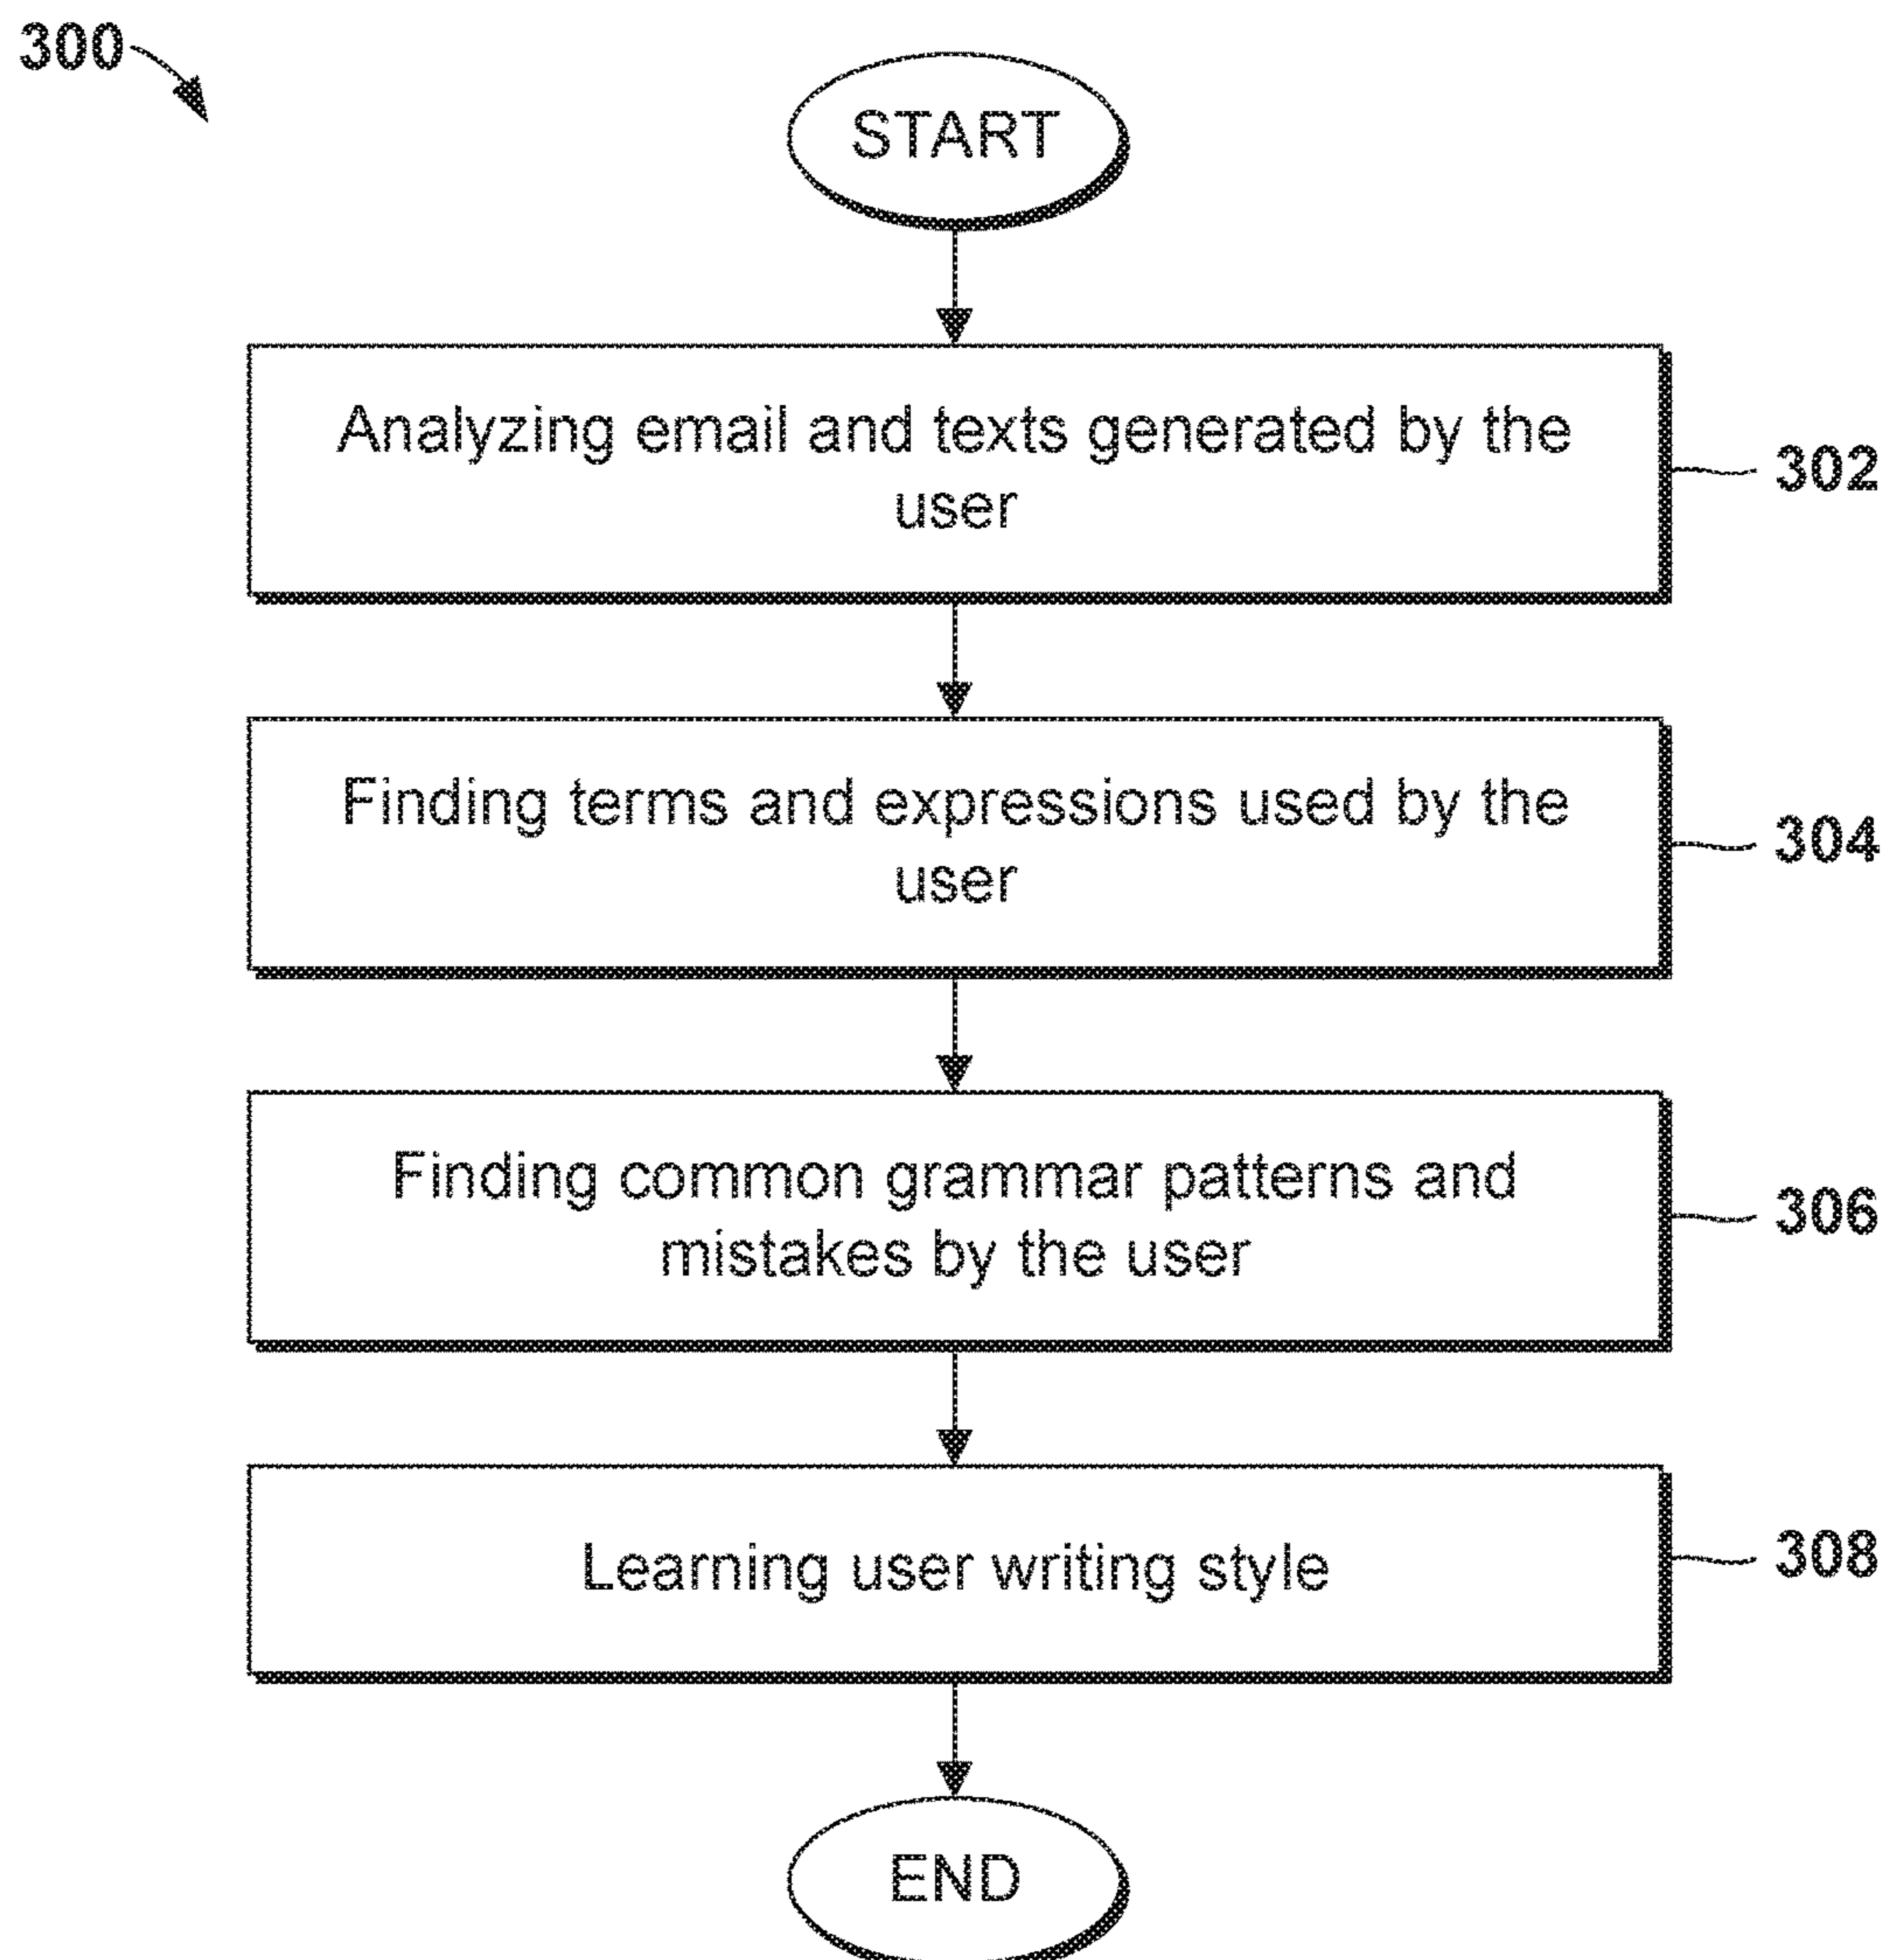 300
START
Analyzing email and texts generated by the
user
302
Finding terms and expressions used by the
user
304
Finding common grammar patterns and
mistakes by the user
306
Learning user writing style
308
END